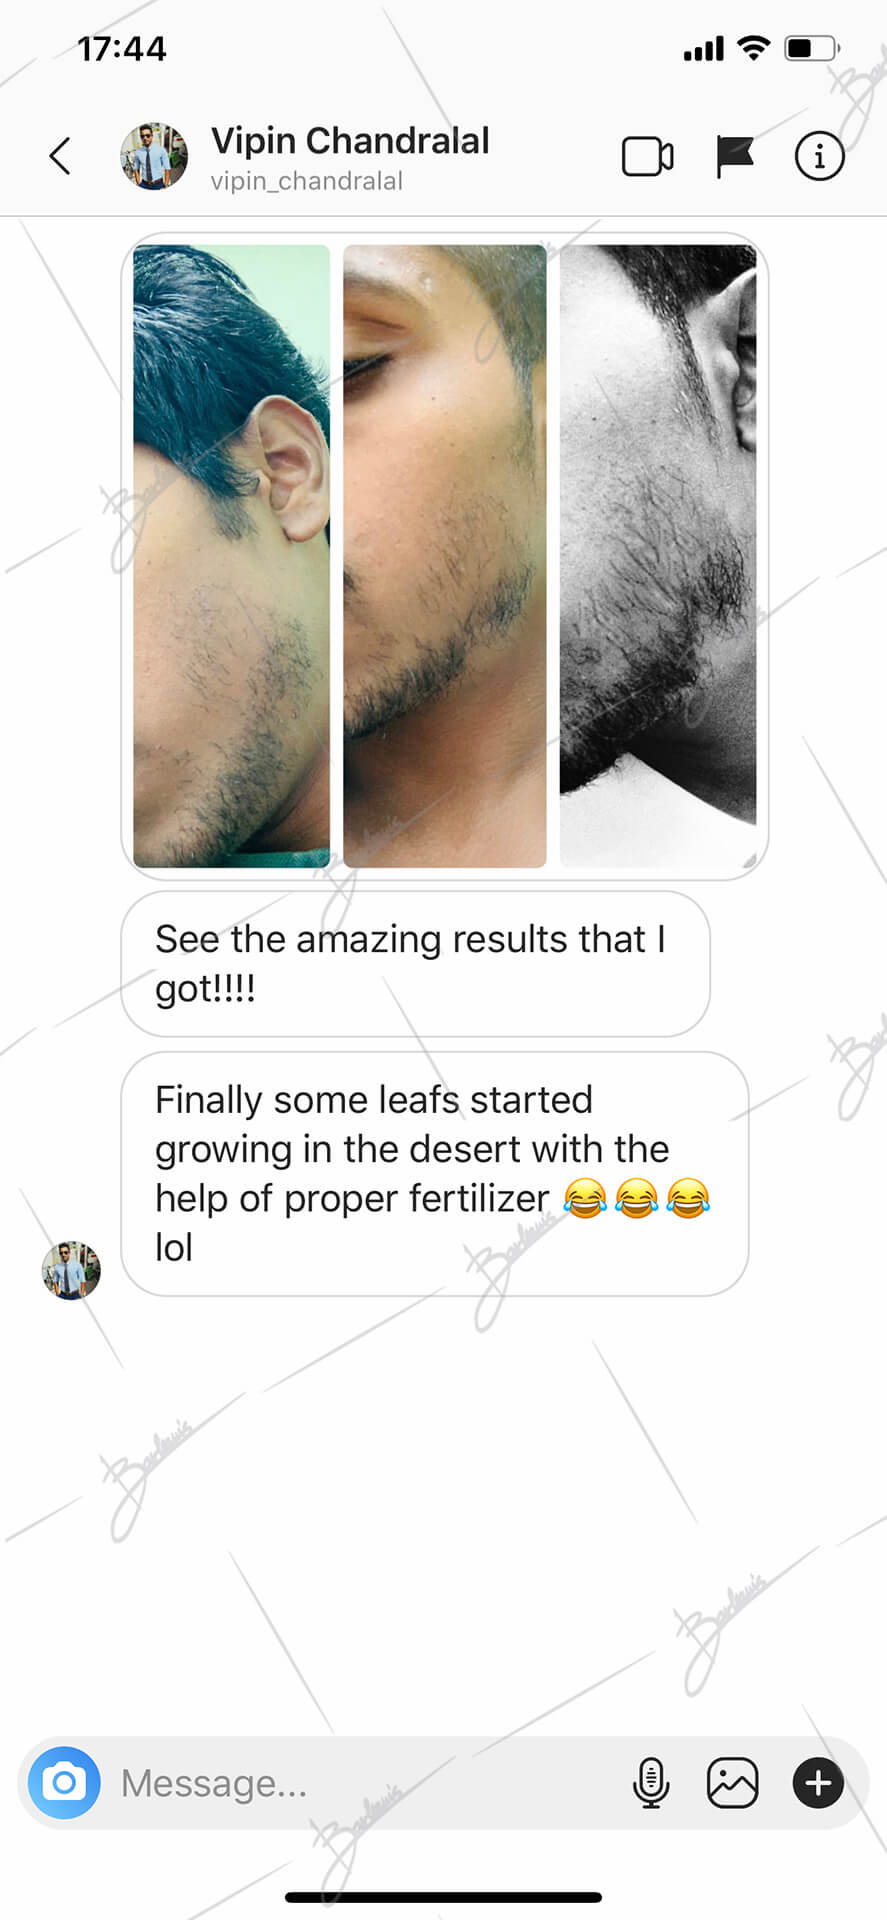 17:44
Vipin Chandralal
vipin_chandralal
See the amazing results that I
got!!!!
Finally some leafs started
growing in the desert with the
help of proper fertilizer 😂😂😂
lol
Message...